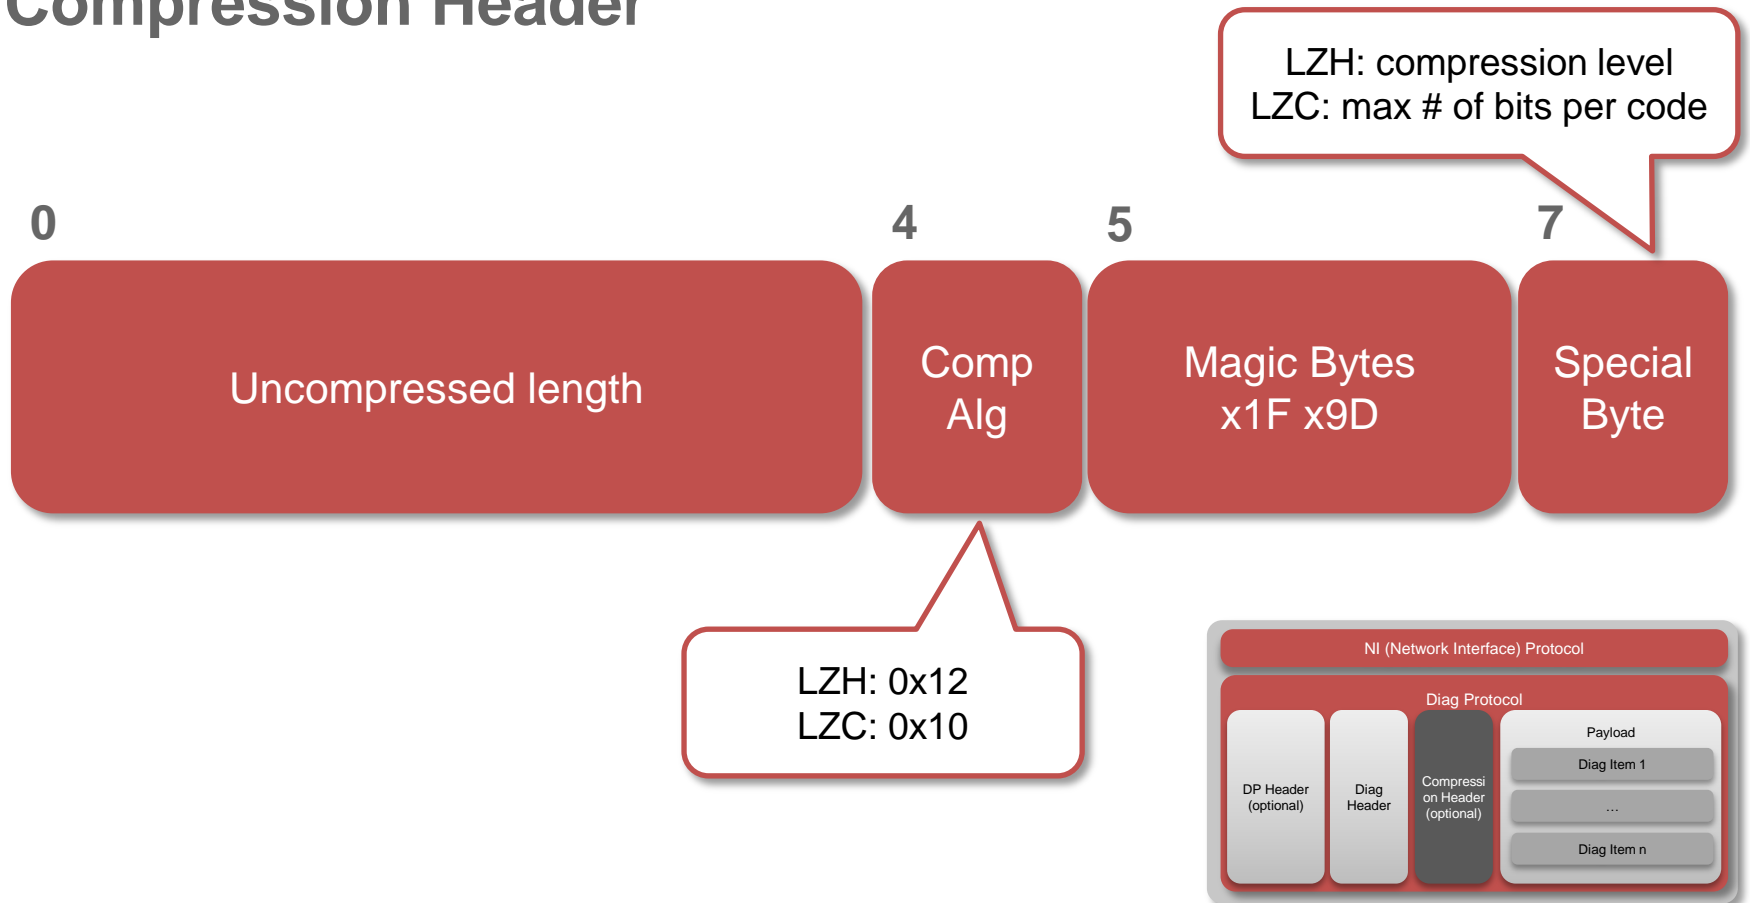 Compression Header
LZH: compression level
LZC: max # of bits per code
0
4
5
7
Uncompressed length
Comp
Alg
Magic Bytes
x1F x9D
Special
Byte
LZH: 0x12
LZC: 0x10
NI (Network Interface) Protocol
Diag Protocol
DP Header
(optional)
Diag
Header
Compressi
on Header
(optional)
Payload
Diag Item 1
…
Diag Item n